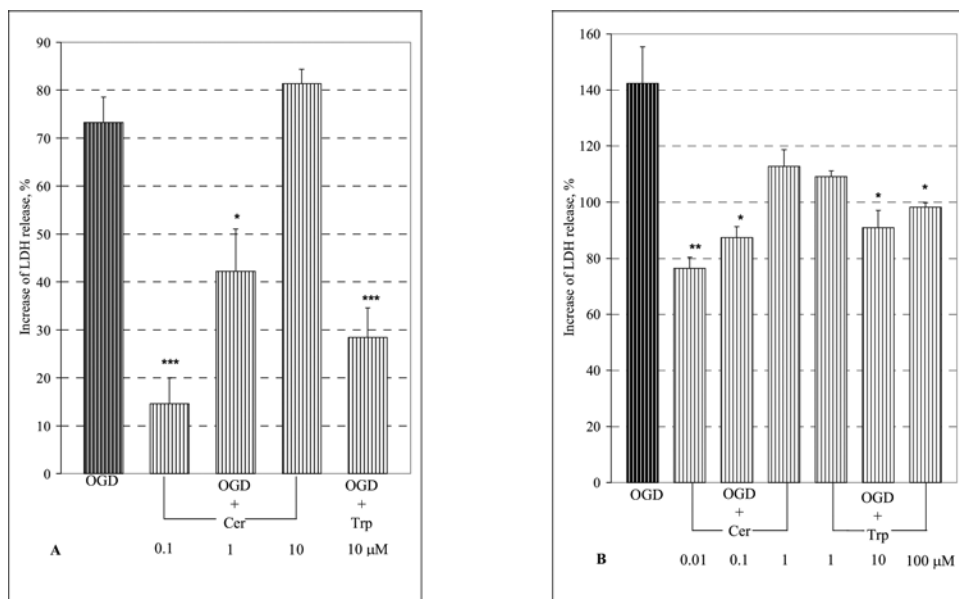 90
80
70
60
50
40
30
20
10
0
Increase of LDH release, %
***
*
***
OGD
OGD
+
Cer
OGD
+
Trp
A 0.1 1 10 10 µM
160
140
120
100
80
60
40
20
0
Increase of LDH release, %
**
*
*
*
OGD
OGD
+
Cer
OGD
+
Trp
B 0.01 0.1 1 1 10 100 µM